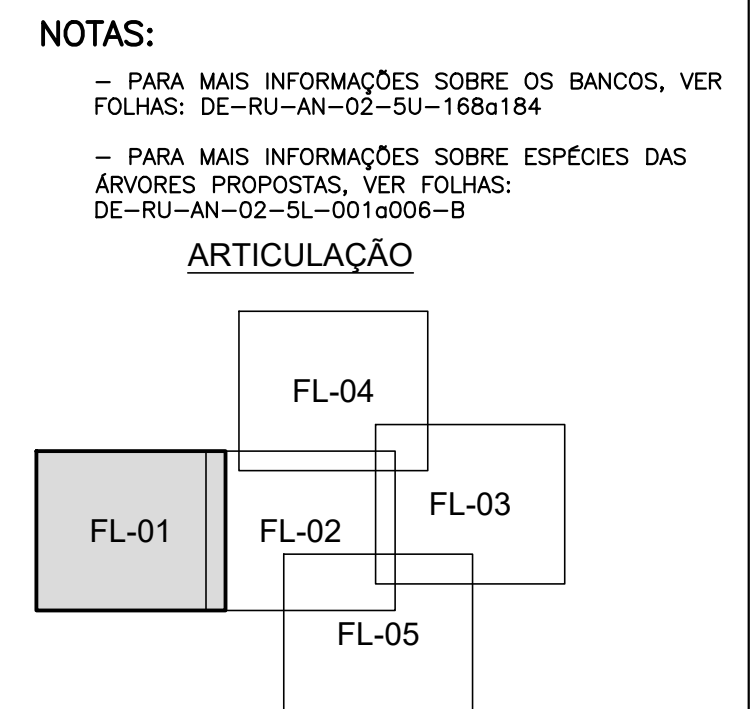 NOTAS:
– PARA MAIS INFORMAÇÕES SOBRE OS BANCOS, VER
FOLHAS: DE–RU–AN–02–5U–168a184
– PARA MAIS INFORMAÇÕES SOBRE ESPÉCIES DAS
ÁRVORES PROPOSTAS, VER FOLHAS:
DE–RU–AN–02–5L–001a006–B
ARTICULAÇÃO
FL-04
FL-03
FL-01
FL-02
FL-05